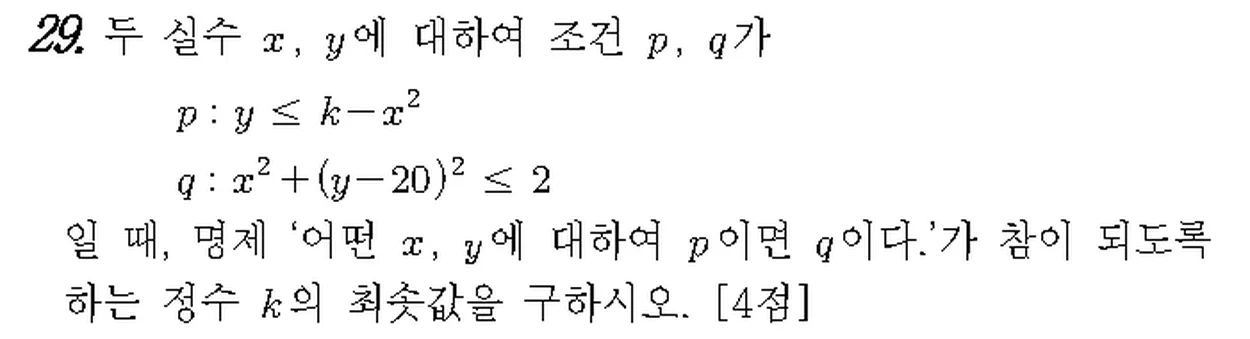 29. 두 실수 x, y에 대하여 조건 p, q가
p : y ≤ k−x²
q : x²+(y−20)² ≤ 2
일 때, 명제 ‘어떤 x, y에 대하여 p이면 q이다.’가 참이 되도록
하는 정수 k의 최솟값을 구하시오. [4점]